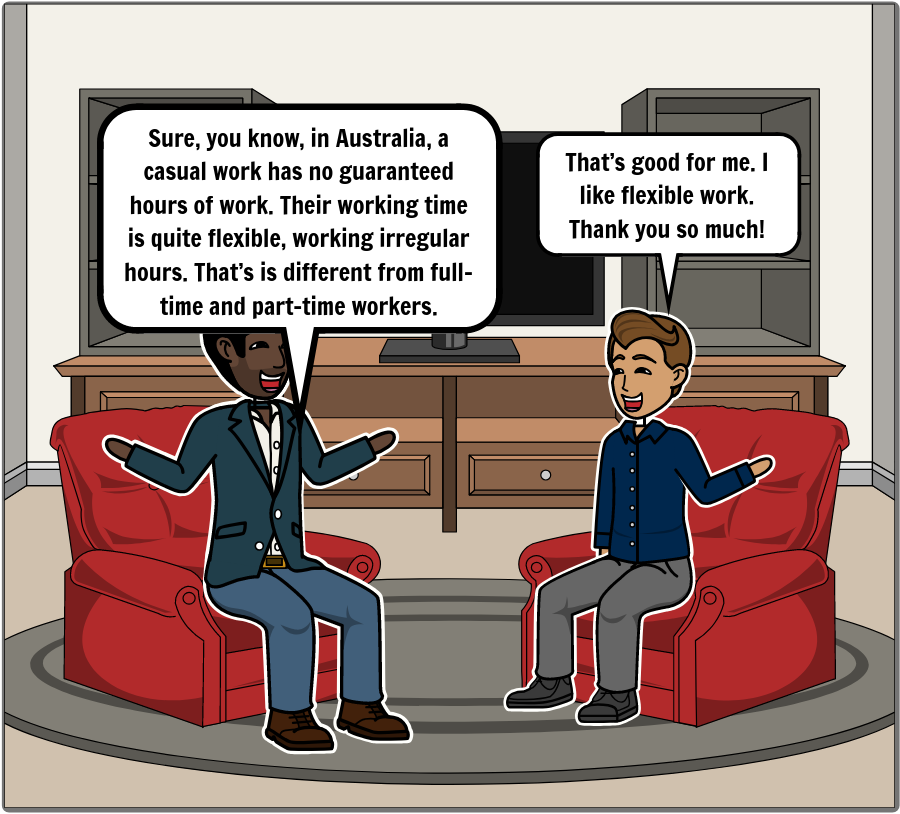 Sure, you know, in Australia, a
casual work has no guaranteed
hours of work. Their working time
is quite flexible, working irregular
hours. That's is different from full-
time and part-time workers.
That's good for me. I
like flexible work.
Thank you so much!